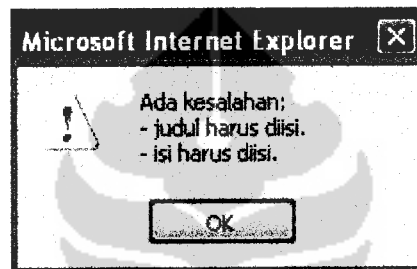 Microsoft Internet Explorer
Ada kesalahan;
- judul harus diisi.
- isi harus diisi.
OK